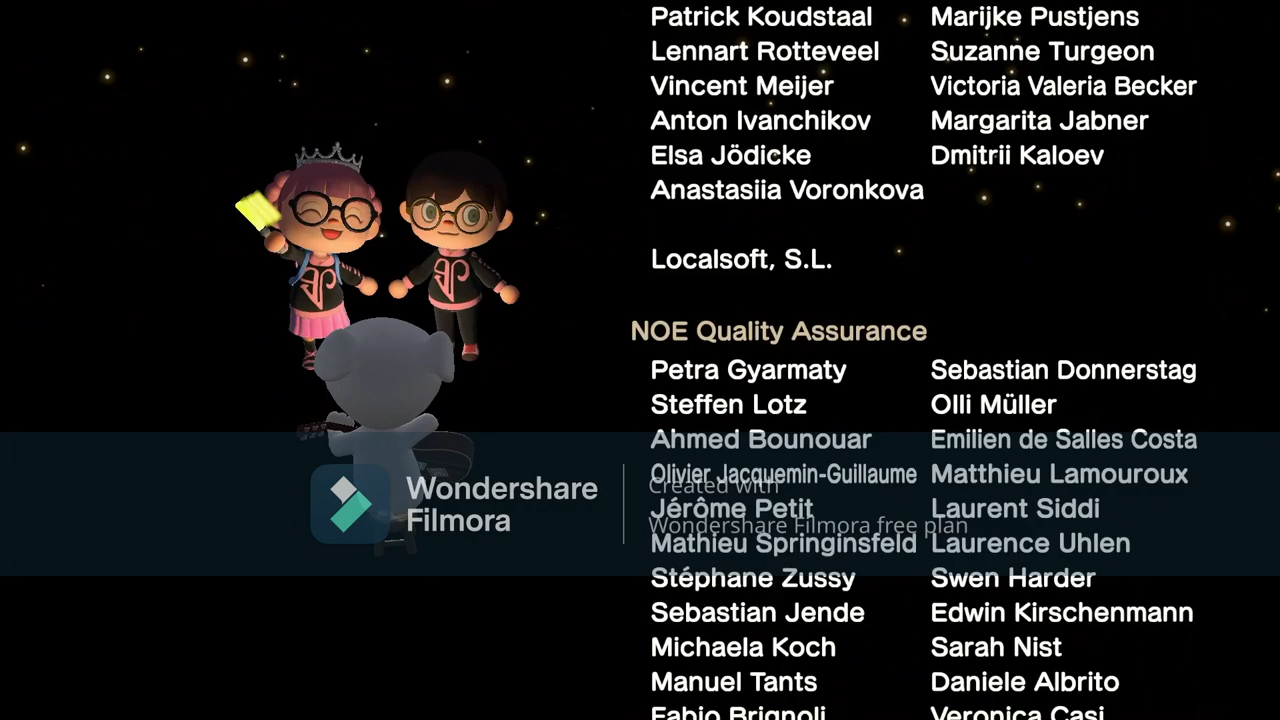 Patrick Koudstaal Marijke Pustjens
Lennart Rotteveel Suzanne Turgeon
Vincent Meijer Victoria Valeria Becker
Anton Ivanchikov Margarita Jabner
Elsa Jödicke Dmitrii Kaloev
Anastasiia Voronkova
Localsoft, S.L.
NOE Quality Assurance
Petra Gyarmaty Sebastian Donnerstag
Steffen Lotz Olli Müller
Ahmed Bounouar Emilien de Salles Costa
Olivier Jacquemin-Guillaume Matthieu Lamouroux
Jérôme Petit Laurent Siddi
Mathieu Springinsfeld Laurence Uhlen
Stéphane Zussy Swen Harder
Sebastian Jende Edwin Kirschenmann
Michaela Koch Sarah Nist
Manuel Tants Daniele Albrito
Fabio Brignoli Veronica Casi
Wondershare
Filmora
Created with
Wondershare Filmora free plan